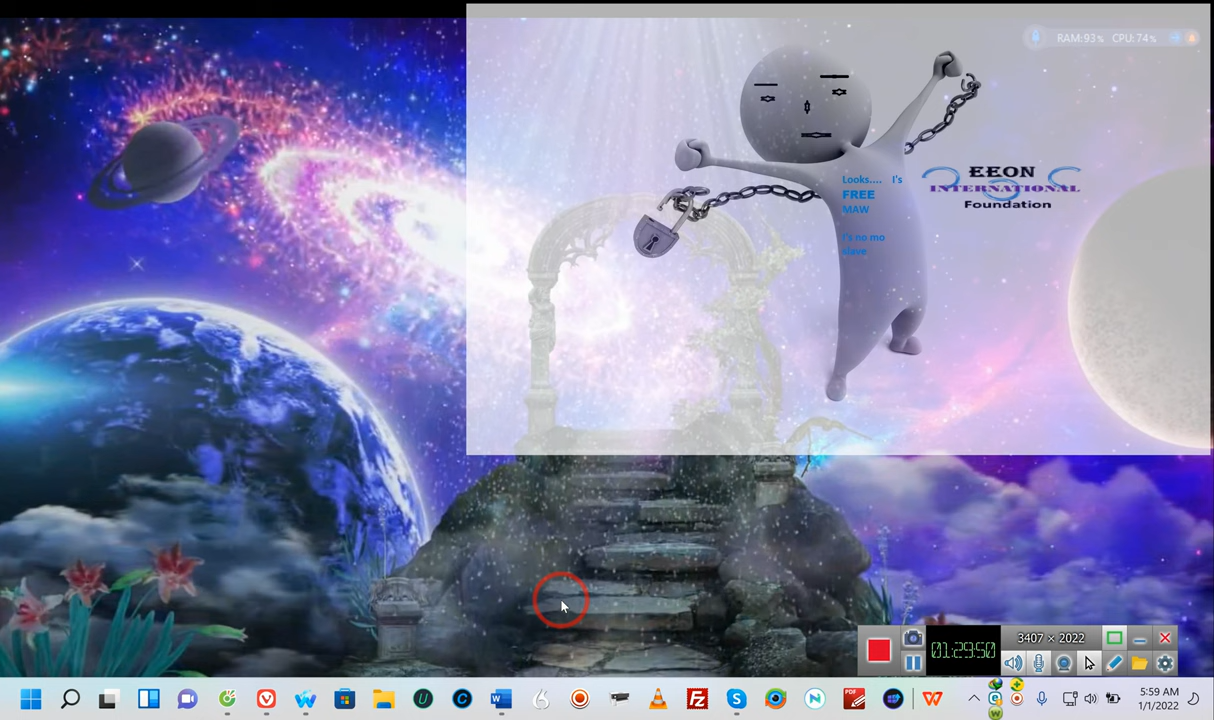 RAM:93% CPU:74%
EEON
INTERNATIONAL
Foundation
Looks.... I's
FREE
MAW
I's no mo
slave
3407 × 2022
01:29:50
5:59 AM
1/1/2022